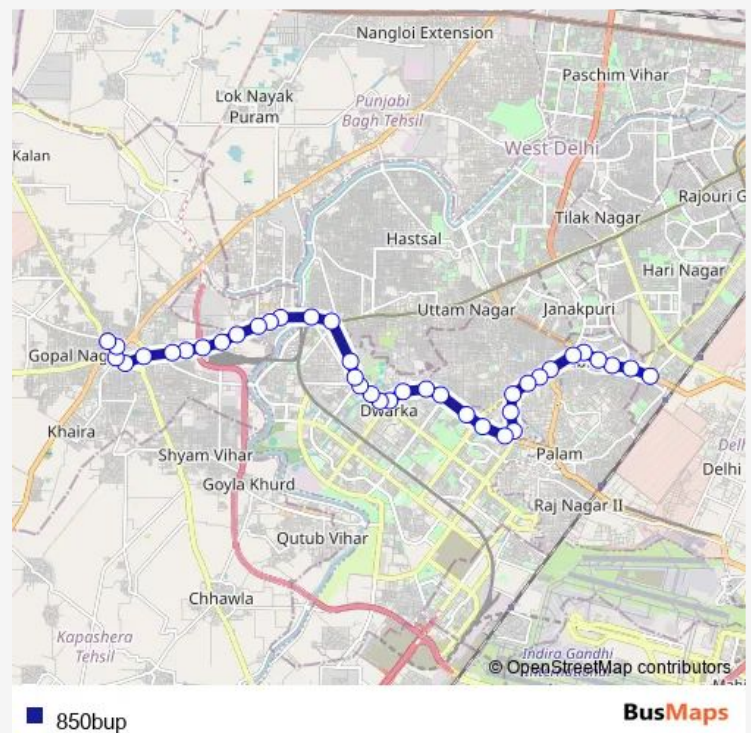 Nangloi Extension
Paschim Vihar
Lok Nayak
Puram
Punjabi
Bagh Tehsil
Kalan
West Delhi
Rajouri G
Tilak Nagar
Hastsal
Hari Nagar
Uttam Nagar
Janakpuri
Gopal Nag
Dwarka
Khaira
Shyam Vihar
Palam
Delhi
Goyla Khurd
Raj Nagar II
Qutub Vihar
Chhawla
Kapashera
Tehsil
Indira Gandhi
International
© OpenStreetMap contributors
850bup
BusMaps